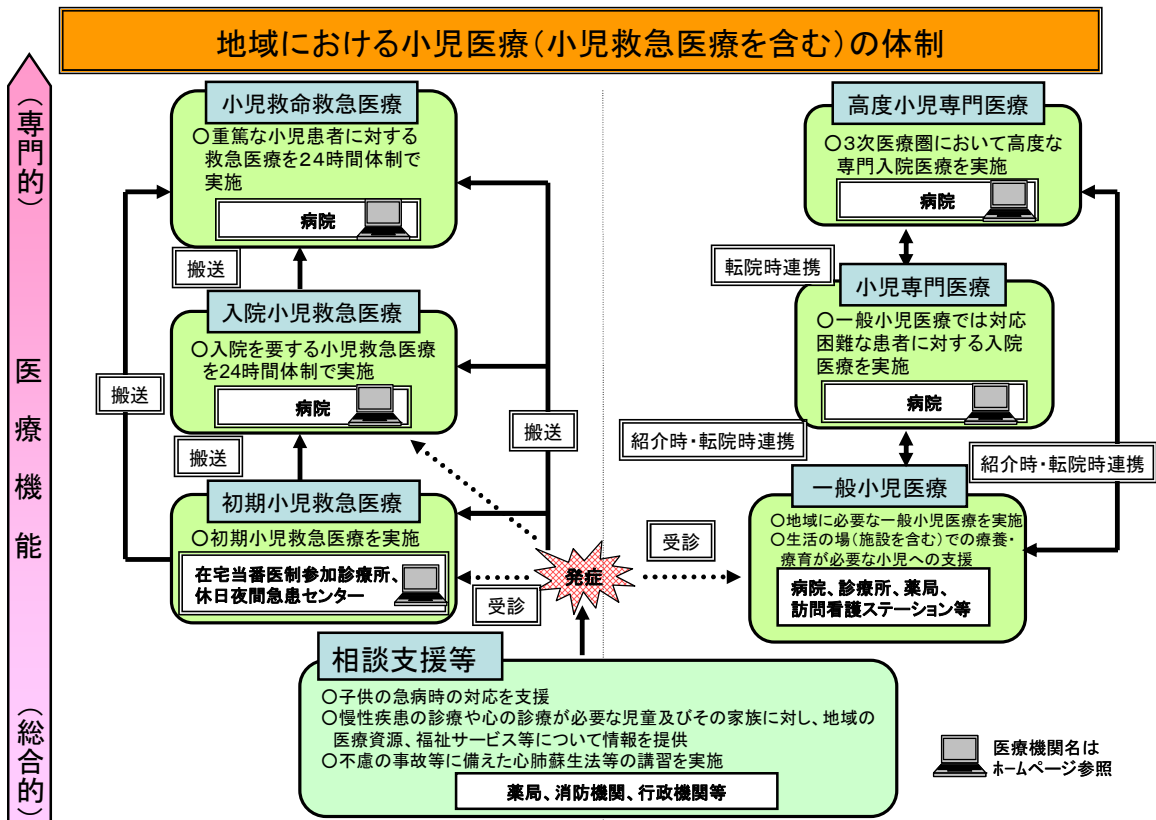 地域における小児医療(小児救急医療を含む)の体制
(専門的)
医療機能
(総合的)
小児救命救急医療
○重篤な小児患者に対する
救急医療を24時間体制で
実施
病院
搬送
入院小児救急医療
○入院を要する小児救急医療
を24時間体制で実施
病院
搬送
搬送
搬送
初期小児救急医療
○初期小児救急医療を実施
在宅当番医制参加診療所、
休日夜間急患センター
受診
発症
受診
高度小児専門医療
○3次医療圏において高度な
専門入院医療を実施
病院
転院時連携
小児専門医療
○一般小児医療では対応
困難な患者に対する入院
医療を実施
病院
紹介時・転院時連携
紹介時・転院時連携
一般小児医療
○地域に必要な一般小児医療を実施
○生活の場(施設を含む)での療養・
療育が必要な小児への支援
病院、診療所、薬局、
訪問看護ステーション等
相談支援等
○子供の急病時の対応を支援
○慢性疾患の診療や心の診療が必要な児童及びその家族に対し、地域の
医療資源、福祉サービス等について情報を提供
○不慮の事故等に備えた心肺蘇生法等の講習を実施
薬局、消防機関、行政機関等
医療機関名は
ホームページ参照